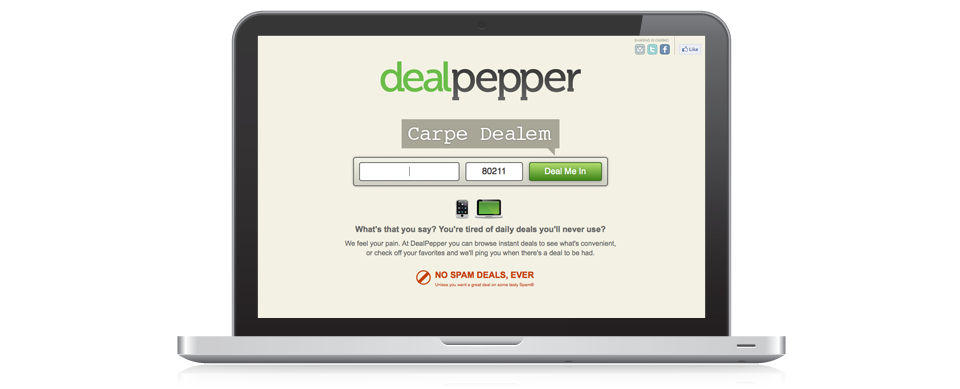 SHARING IS CARING
Like
dealpepper
Carpe Dealem
80211
Deal Me In
What's that you say? You're tired of daily deals you'll never use?
We feel your pain. At DealPepper you can browse instant deals to see what's convenient,
or check off your favorites and we'll ping you when there's a deal to be had.
NO SPAM DEALS, EVER
Unless you want a great deal on some tasty Spam®